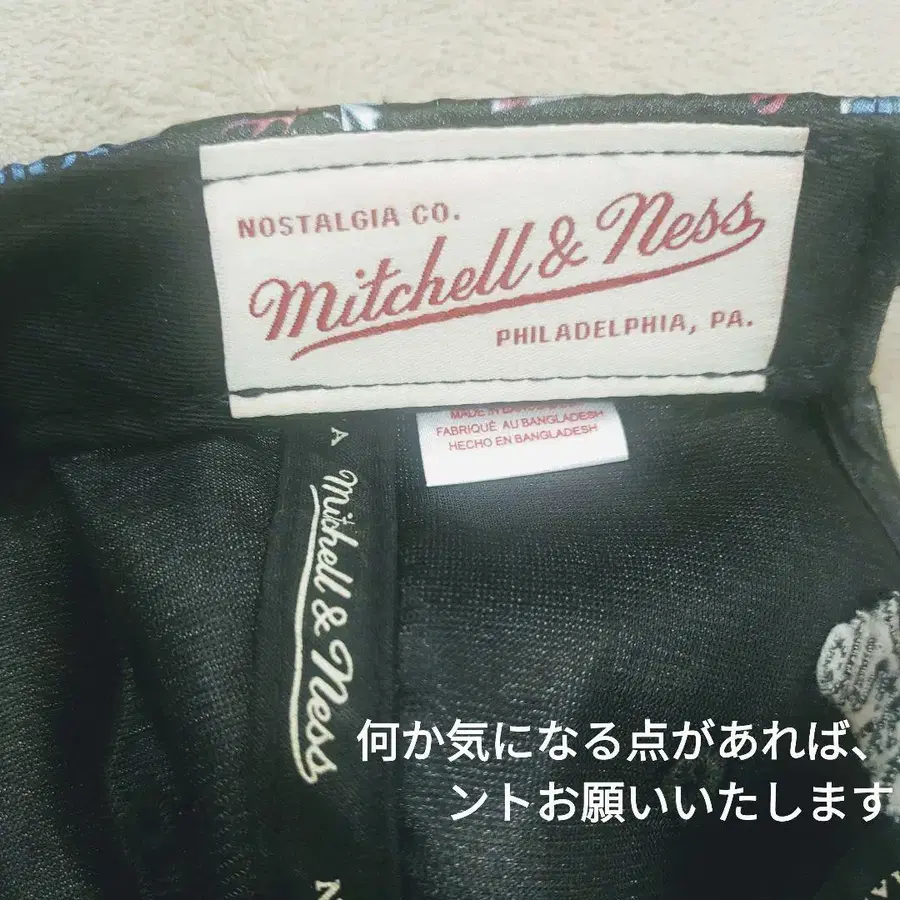 NOSTALGIA CO.
Mitchell & Ness
PHILADELPHIA, PA.
FABRIQUÉ AU BANGLADESH
HECHO EN BANGLADESH
A
Mitchell & Ness
何か気になる点があれば、
ントお願いいたします